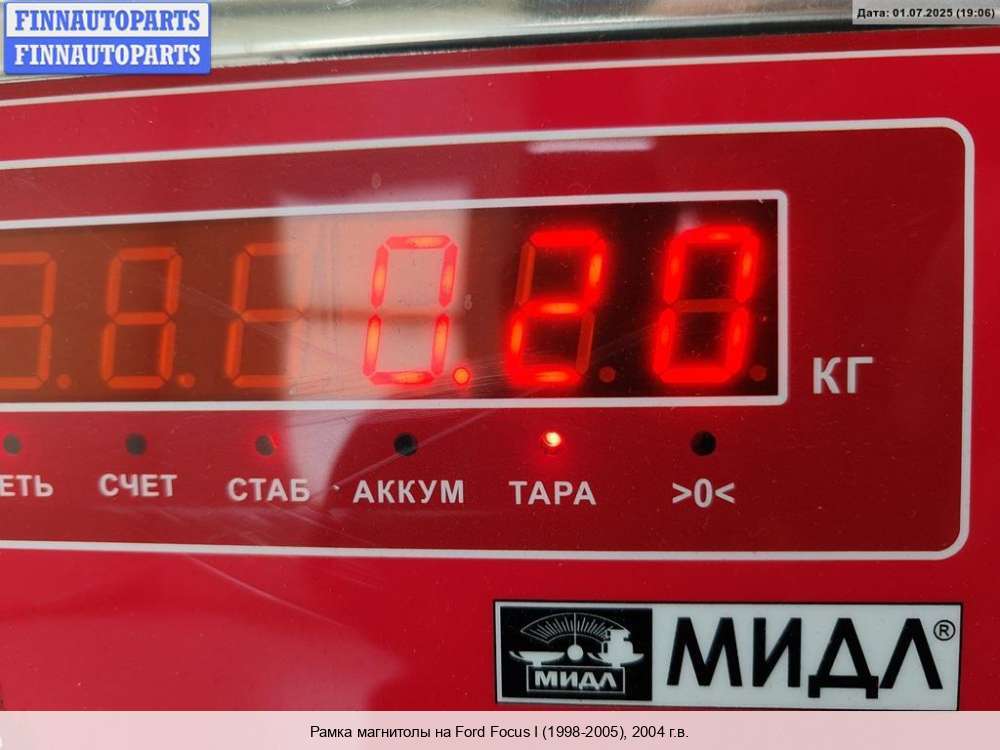 FINNAUTOPARTS
FINNAUTOPARTS
Дата: 01.07.2025 (19:06)
0.20
КГ
ЕТЬ СЧЕТ СТАБ АККУМ ТАРА >0<
МИДЛ МИДЛ®
Рамка магнитолы на Ford Focus I (1998-2005), 2004 г.в.